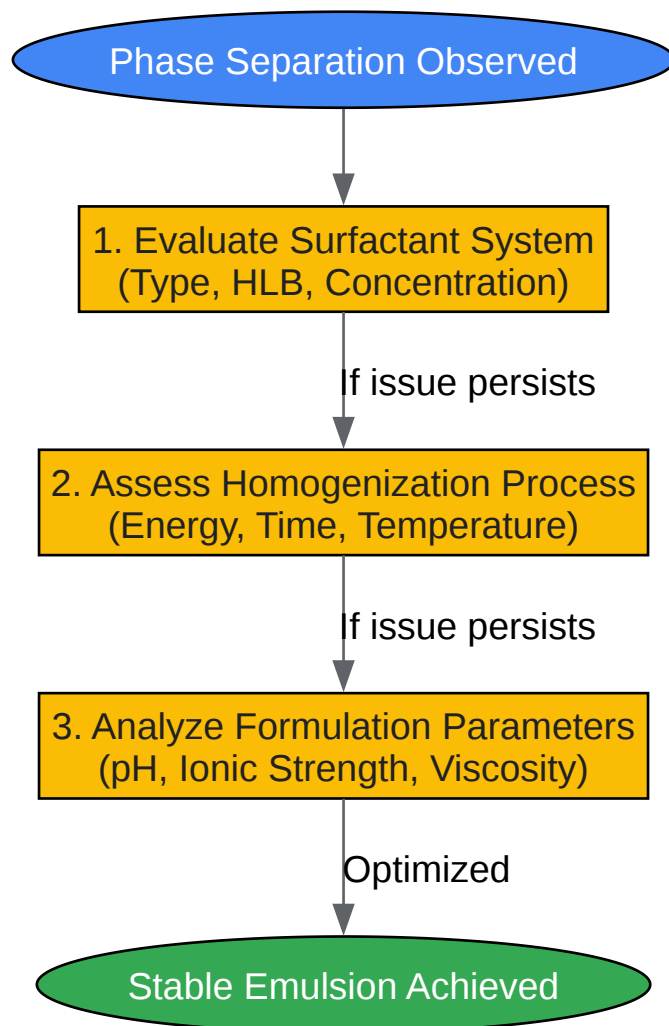 Phase Separation Observed
1. Evaluate Surfactant System
(Type, HLB, Concentration)
If issue persists
2. Assess Homogenization Process
(Energy, Time, Temperature)
If issue persists
3. Analyze Formulation Parameters
(pH, Ionic Strength, Viscosity)
Optimized
Stable Emulsion Achieved